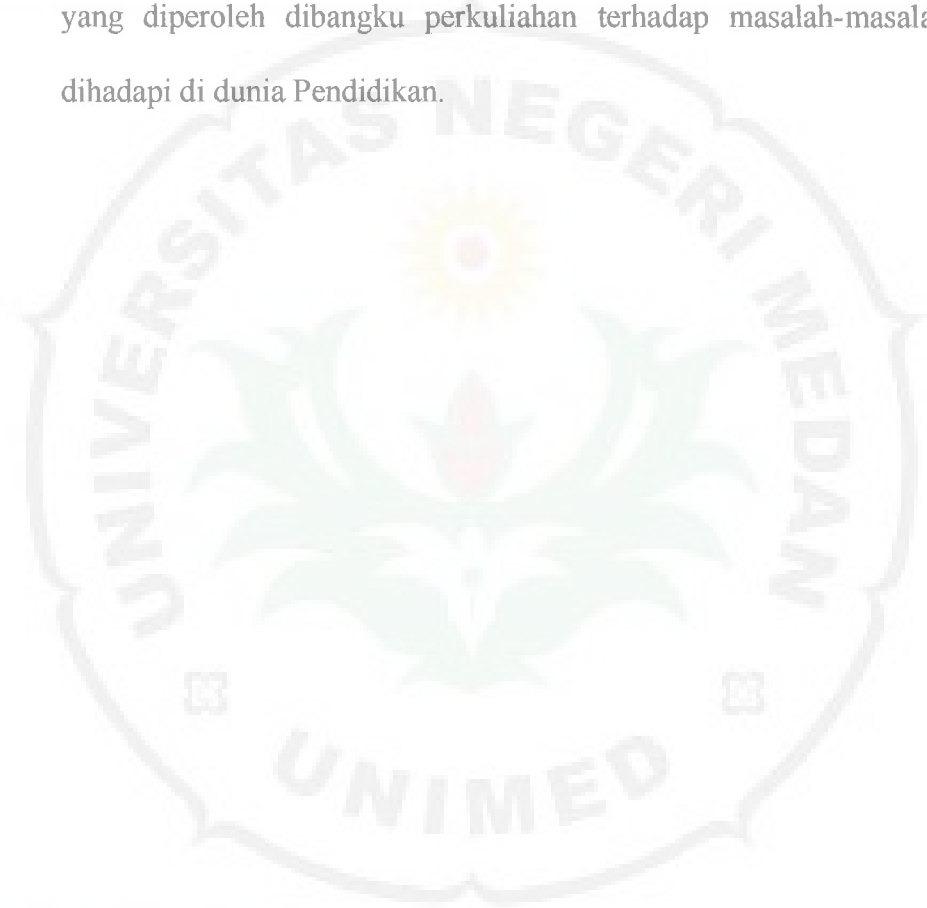 yang diperoleh dibangku perkuliahan terhadap masalah-masala
dihadapi di dunia Pendidikan.
UNIVERSITAS NEGERI MEDAN
UNIMED